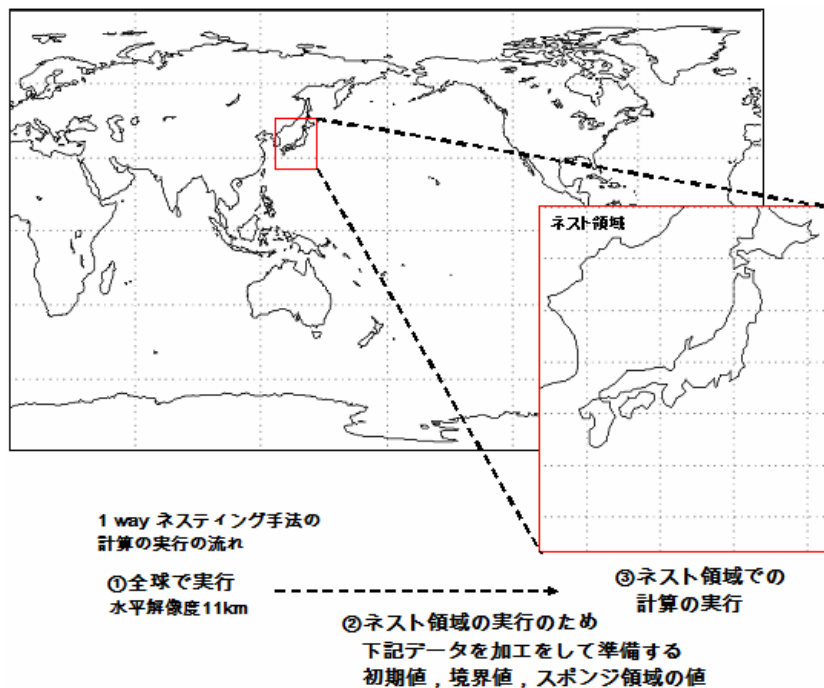 ネスト領域
1 way ネスティング手法の
計算の実行の流れ
①全球で実行
水平解像度11km
②ネスト領域の実行のため
下記データを加工をして準備する
初期値,境界値,スポンジ領域の値
③ネスト領域での
計算の実行